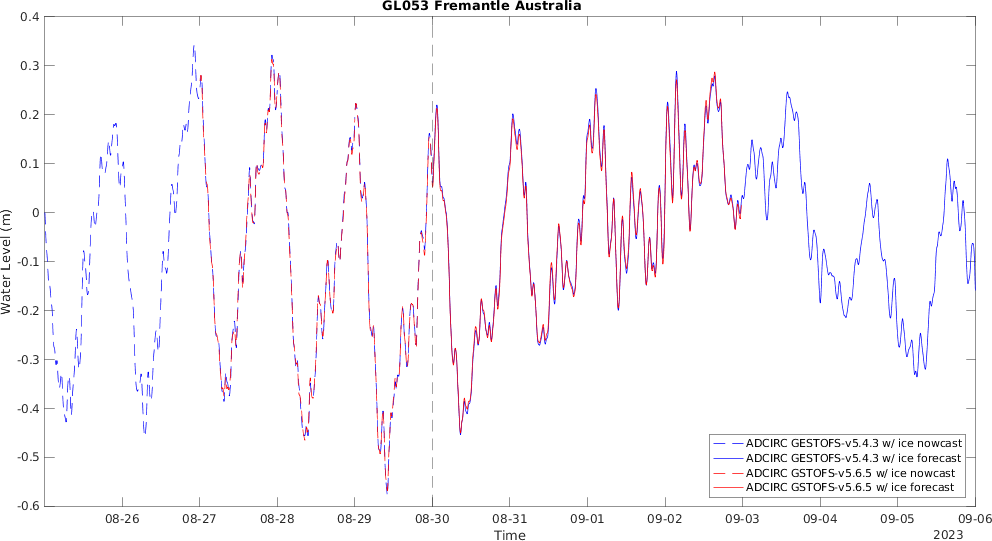 GL053 Fremantle Australia
0.4
0.3
0.2
0.1
0
-0.1
-0.2
-0.3
-0.4
-0.5
-0.6
Water Level (m)
ADCIRC GESTOFS-v5.4.3 w/ ice nowcast
ADCIRC GESTOFS-v5.4.3 w/ ice forecast
ADCIRC GSTOFS-v5.6.5 w/ ice nowcast
ADCIRC GSTOFS-v5.6.5 w/ ice forecast
08-26 08-27 08-28 08-29 08-30 08-31 09-01 09-02 09-03 09-04 09-05 09-06
Time
2023